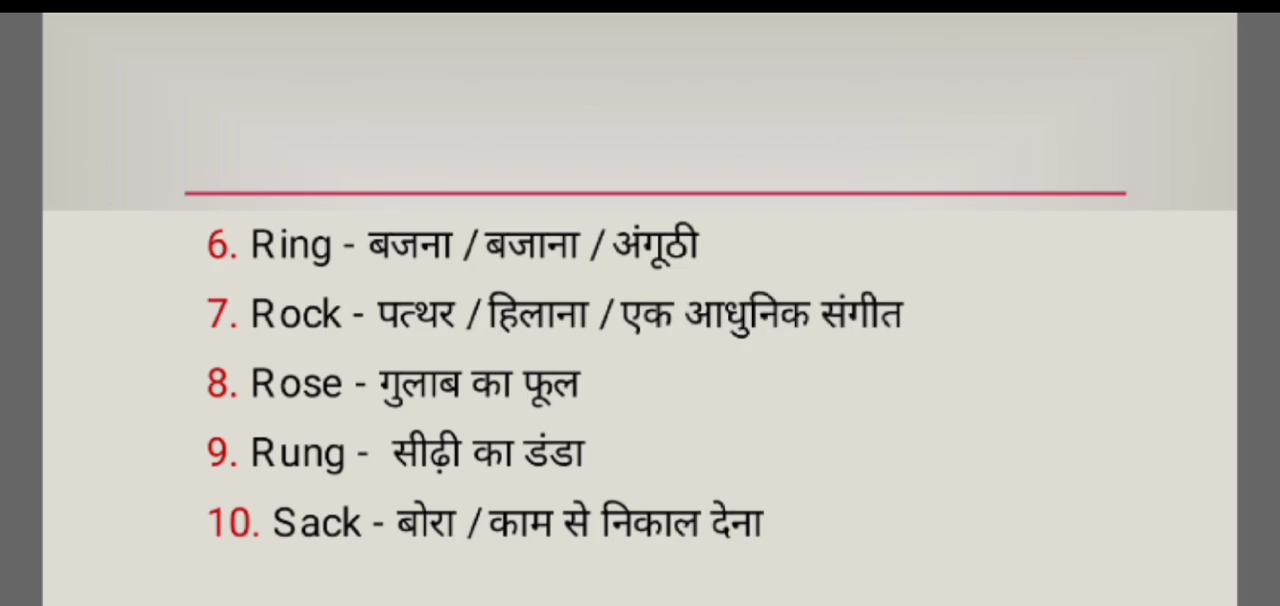 6. Ring - बजना / बजाना / अंगूठी
7. Rock - पत्थर / हिलाना / एक आधुनिक संगीत
8. Rose - गुलाब का फूल
9. Rung - सीढ़ी का डंडा
10. Sack - बोरा / काम से निकाल देना